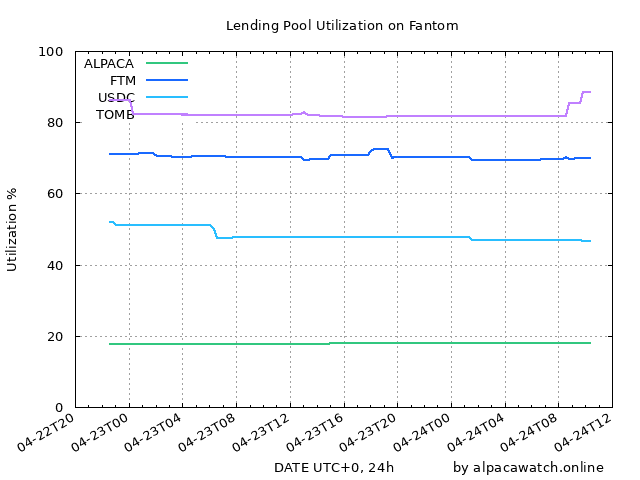 Lending Pool Utilization on Fantom
Utilization %
100
80
60
40
20
0
ALPACA
FTM
USDC
TOMB
04-22T20
04-23T00
04-23T04
04-23T08
04-23T12
04-23T16
04-23T20
04-24T00
04-24T04
04-24T08
04-24T12
DATE UTC+0, 24h
by alpacawatch.online